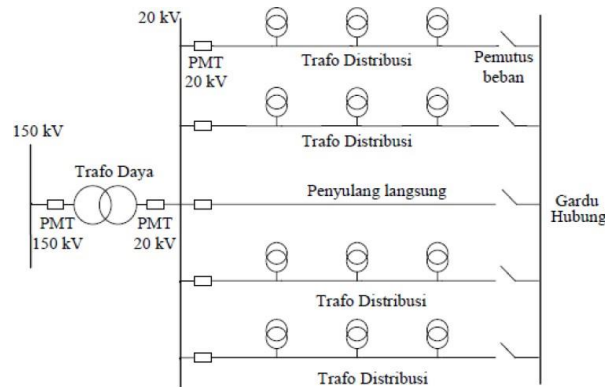 20 kV
PMT
20 kV
Trafo Distribusi
Pemutus
beban
Trafo Distribusi
150 kV
Trafo Daya
PMT
150 kV
PMT
20 kV
Penyulang langsung
Gardu
Hubung
Trafo Distribusi
Trafo Distribusi